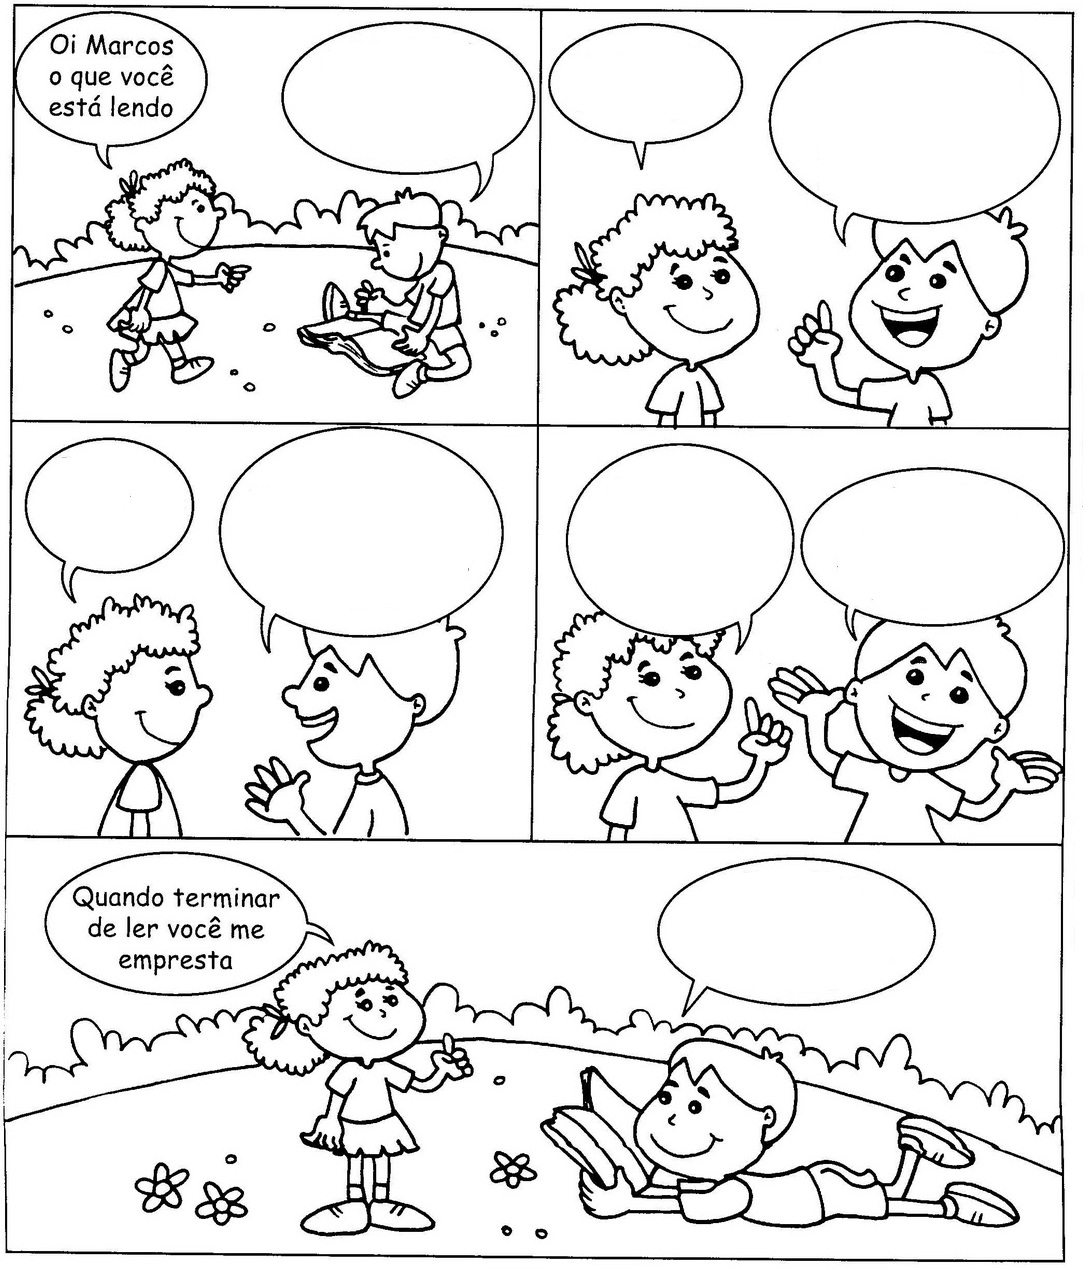 Oi Marcos
o que você
está lendo
Quando terminar
de ler você me
empresta